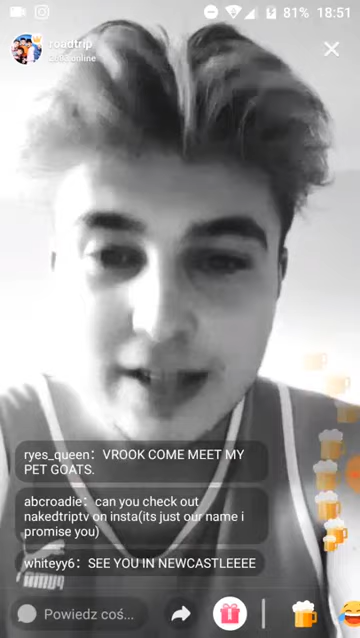 81% 18:51
roadtrip
online
ryes_queen: VROOK COME MEET MY
PET GOATS.
abcroadie: can you check out
nakedtriptv on insta(its just our name i
promise you)
whiteyy6: SEE YOU IN NEWCASTLEEEE
Powiedz coś...